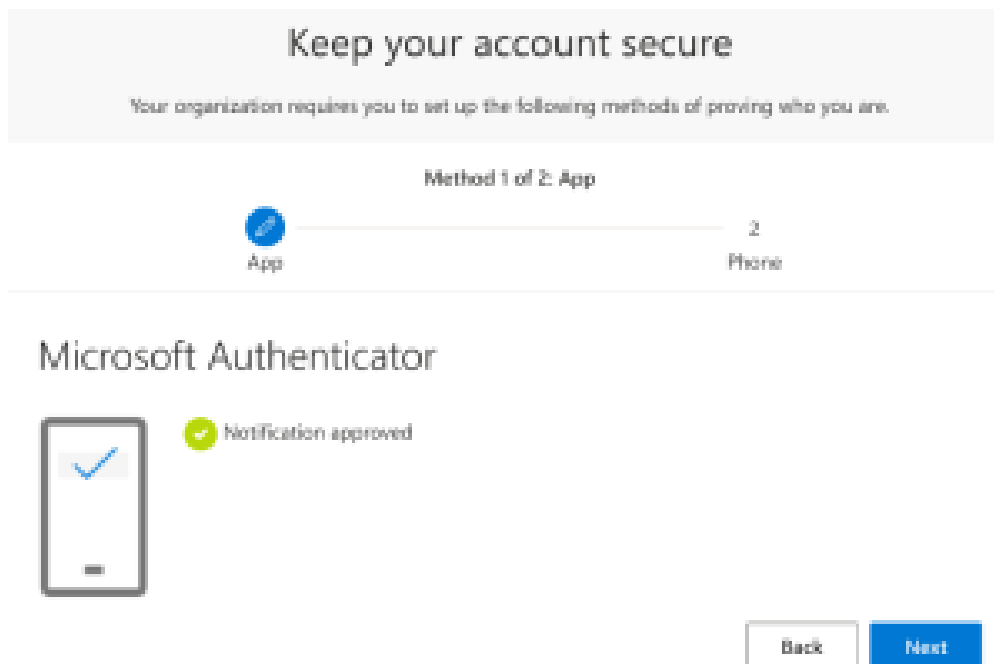 Keep your account secure
Your organization requires you to set up the following methods of proving who you are.
Method 1 of 2: App
2
App
Phone
Microsoft Authenticator
Notification approved
Back
Next